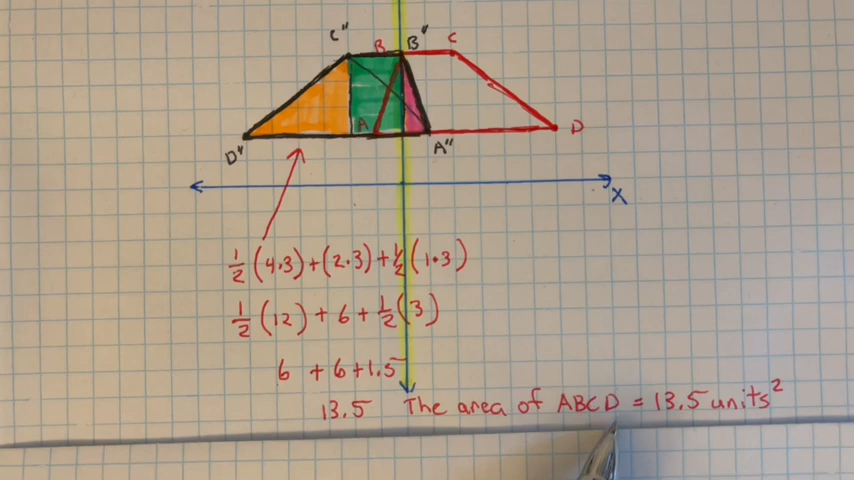 C" B B" C
D" A A" D
X
1/2 (4·3) + (2·3) + 1/2 (1·3)
1/2 (12) + 6 + 1/2 (3)
6 + 6 + 1.5
13.5 The area of ABCD = 13.5 units²